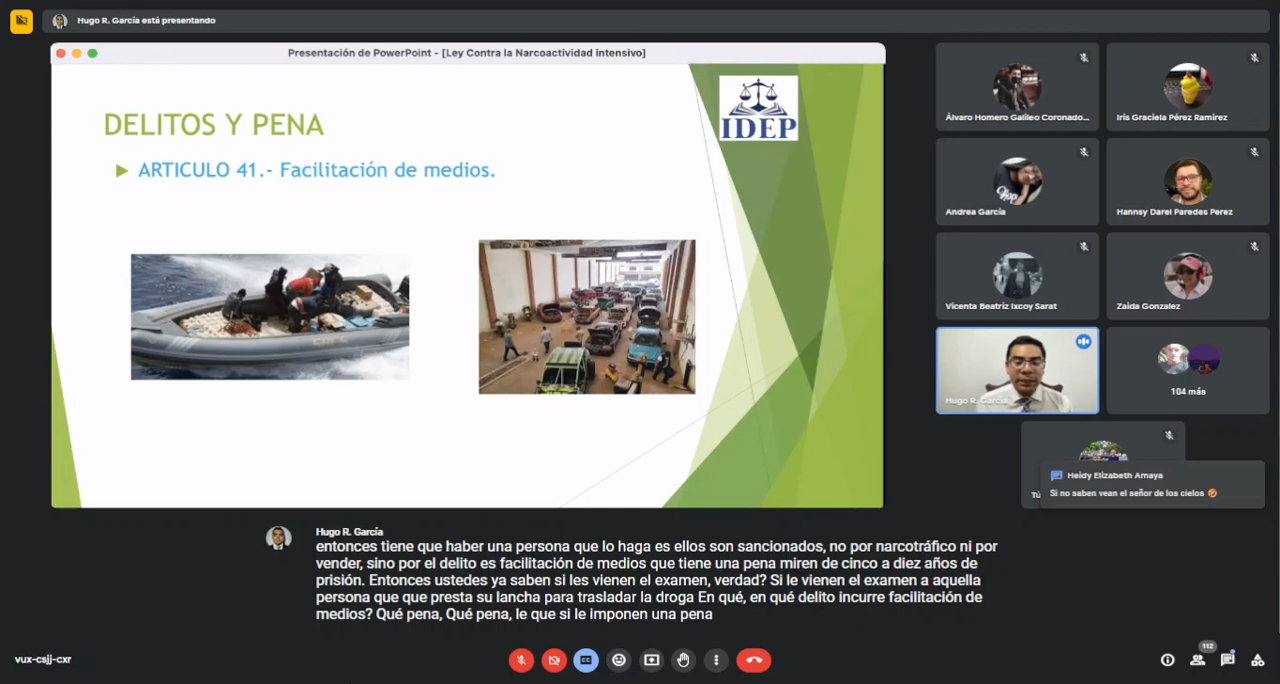 Hugo R. García está presentando
Presentación de PowerPoint - [Ley Contra la Narcoactividad intensivo]
DELITOS Y PENA
ARTICULO 41.- Facilitación de medios.
IDEP
Álvaro Homero Galileo Coronado...
Iris Graciela Pérez Ramírez
Andrea García
Hannsy Darel Paredes Perez
Vicenta Beatriz Ixcoy Sarat
Zaida Gonzalez
Hugo R. García
104 más
Tú
Heidy Elizabeth Amaya
Si no saben vean el señor de los cielos 🤣
Hugo R. García
entonces tiene que haber una persona que lo haga es ellos son sancionados, no por narcotráfico ni por
vender, sino por el delito es facilitación de medios que tiene una pena miren de cinco a diez años de
prisión. Entonces ustedes ya saben si les vienen el examen, verdad? Si le vienen el examen a aquella
persona que que presta su lancha para trasladar la droga En qué, en qué delito incurre facilitación de
medios? Qué pena, Qué pena, le que si le imponen una pena
vux-csjj-cxr
CC
112